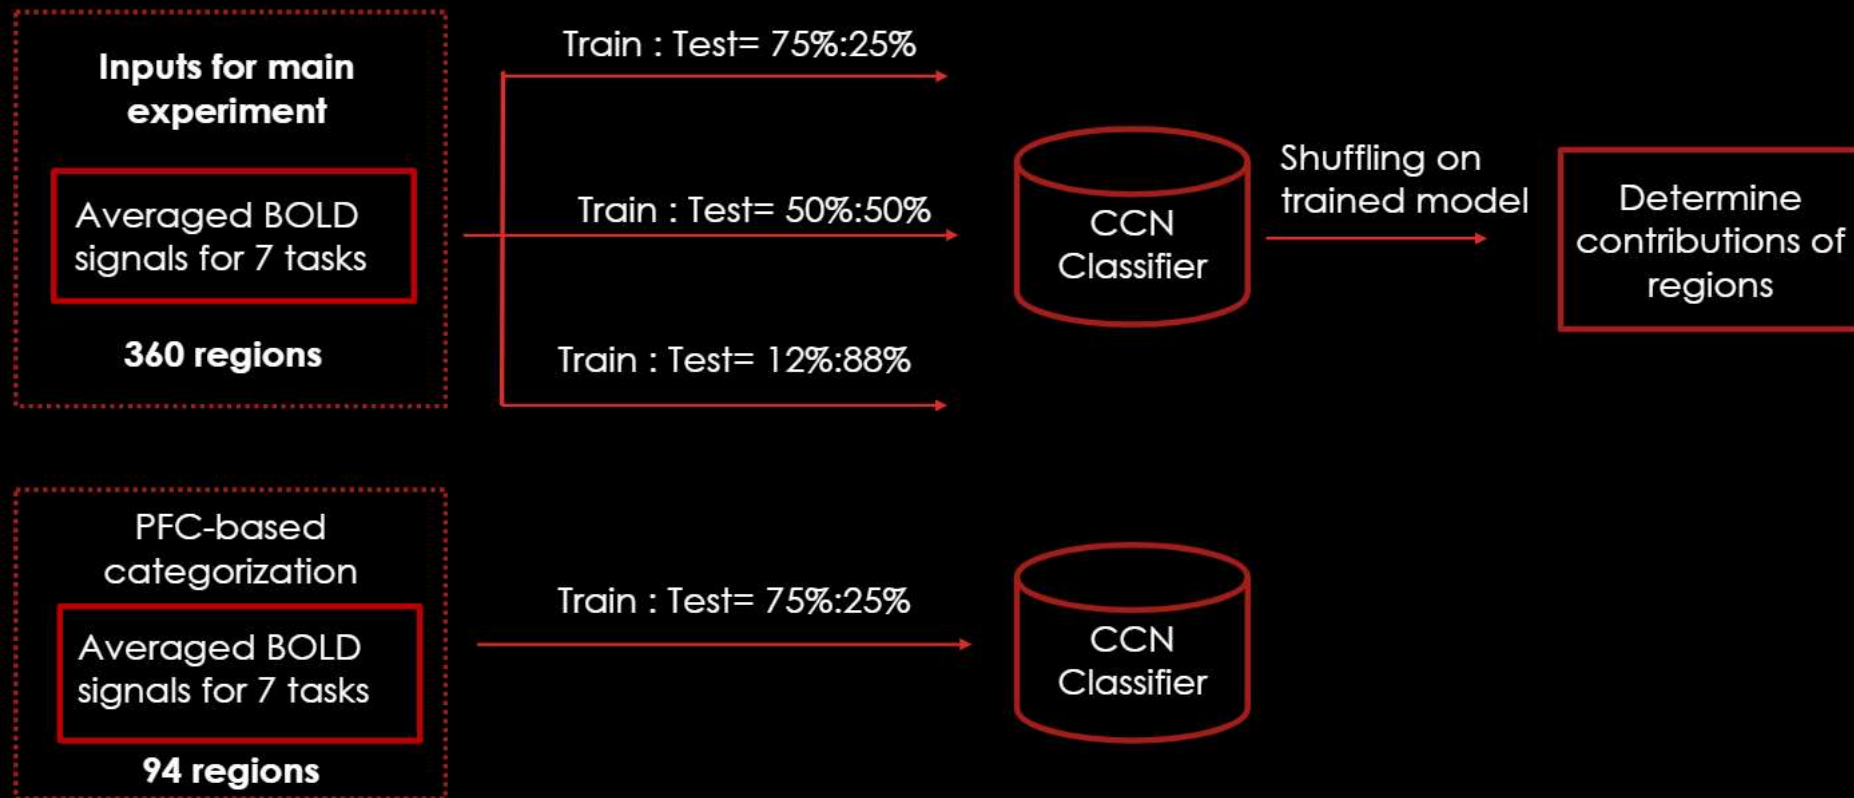 Inputs for main
experiment
Averaged BOLD
signals for 7 tasks
360 regions
Train : Test= 75%:25%
Train : Test= 50%:50%
Train : Test= 12%:88%
CCN
Classifier
Shuffling on
trained model
Determine
contributions of
regions
PFC-based
categorization
Averaged BOLD
signals for 7 tasks
94 regions
Train : Test= 75%:25%
CCN
Classifier